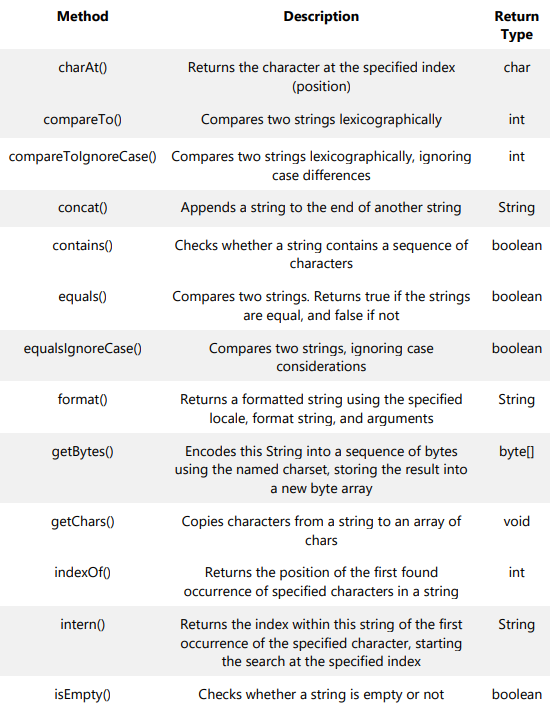 Method Description Return
Type
charAt() Returns the character at the specified index char
(position)
compareTo() Compares two strings lexicographically int
compareToIgnoreCase() Compares two strings lexicographically, ignoring int
case differences
concat() Appends a string to the end of another string String
contains() Checks whether a string contains a sequence of boolean
characters
equals() Compares two strings. Returns true if the strings boolean
are equal, and false if not
equalsIgnoreCase() Compares two strings, ignoring case boolean
considerations
format() Returns a formatted string using the specified String
locale, format string, and arguments
getBytes() Encodes this String into a sequence of bytes byte[]
using the named charset, storing the result into
a new byte array
getChars() Copies characters from a string to an array of void
chars
indexOf() Returns the position of the first found int
occurrence of specified characters in a string
intern() Returns the index within this string of the first String
occurrence of the specified character, starting
the search at the specified index
isEmpty() Checks whether a string is empty or not boolean